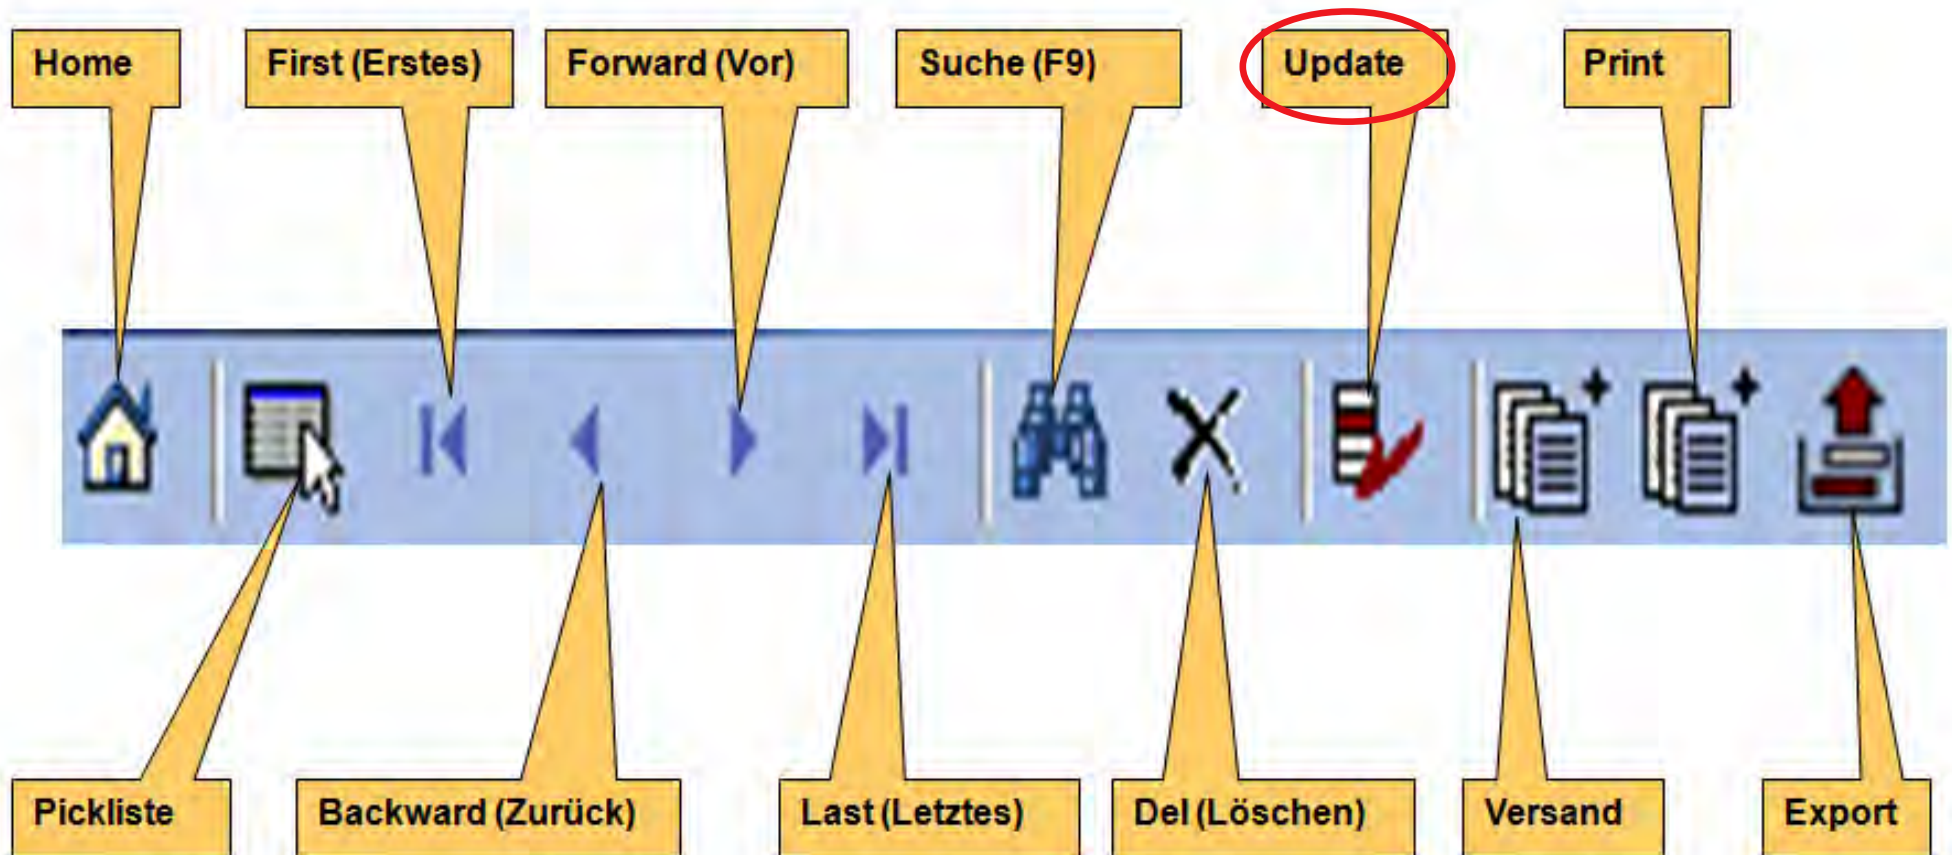 Home
First (Erstes)
Forward (Vor)
Suche (F9)
Update
Print
Pickliste
Backward (Zurück)
Last (Letztes)
Del (Löschen)
Versand
Export